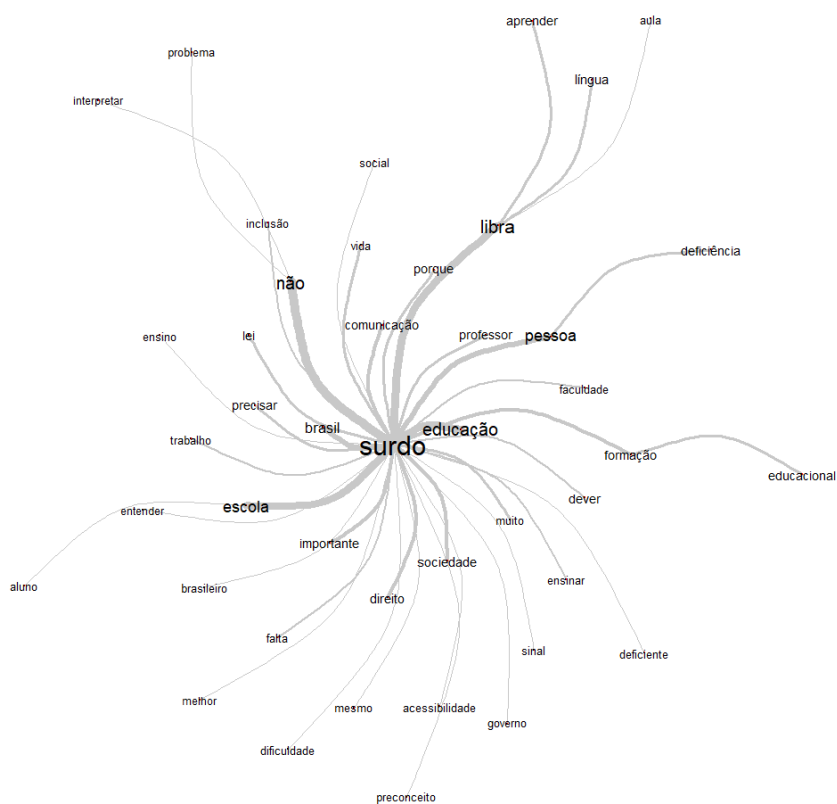 aprender
aula
problema
língua
interpretar
social
inclusão
libra
vida
deficiência
porque
não
comunicação
ensino
lei
professor
pessoa
faculdade
precisar
brasil
educação
trabalho
surdo
formação
educacional
escola
entender
dever
muito
importante
sociedade
ensinar
aluno
brasileiro
direito
falta
sinal
deficiente
melhor
mesmo
acessibilidade
governo
dificuldade
preconceito